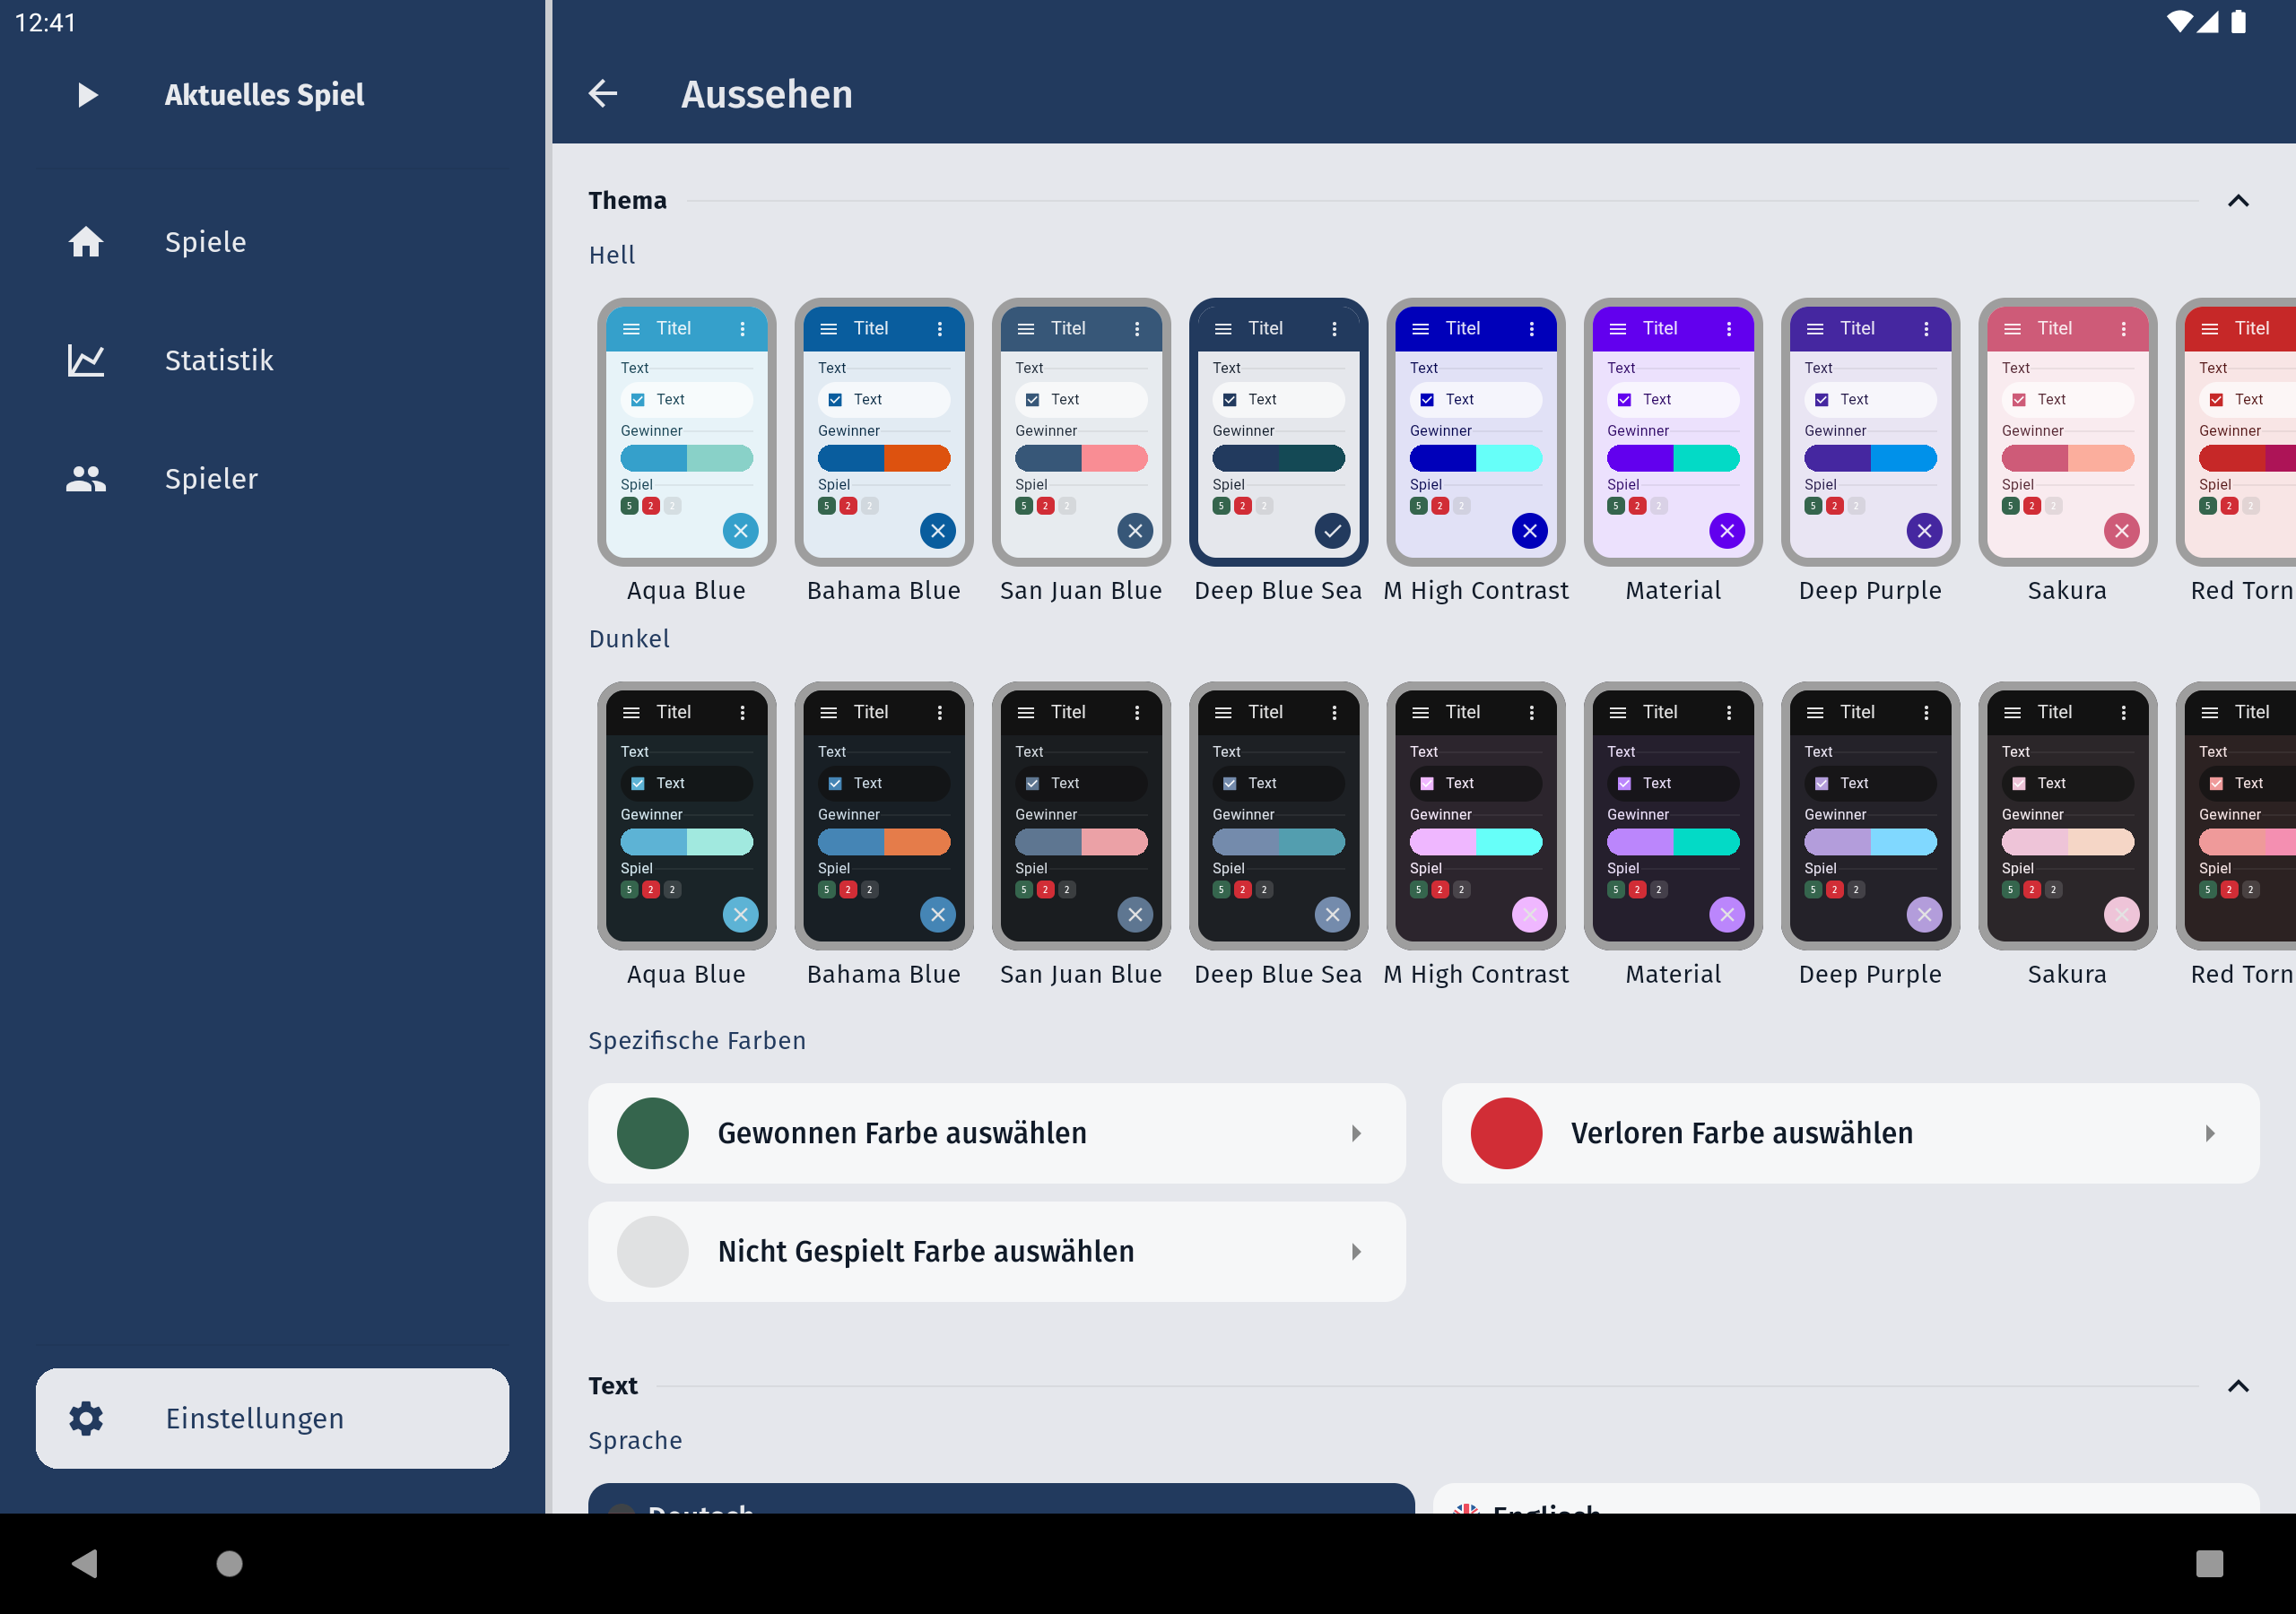 12:41
Aktuelles Spiel
Spiele
Statistik
Spieler
Einstellungen
Aussehen
Thema
Hell
Titel Titel Titel Titel Titel Titel Titel Titel Titel
Text Text Text Text Text Text Text Text Text
Text Text Text Text Text Text Text Text Text
Gewinner Gewinner Gewinner Gewinner Gewinner Gewinner Gewinner Gewinner Gewinner
Spiel Spiel Spiel Spiel Spiel Spiel Spiel Spiel Spiel
5 2 2 5 2 2 5 2 2 5 2 2 5 2 2 5 2 2 5 2 2 5 2 2 5 2 2
Aqua Blue Bahama Blue San Juan Blue Deep Blue Sea M High Contrast Material Deep Purple Sakura Red Torn
Dunkel
Titel Titel Titel Titel Titel Titel Titel Titel Titel
Text Text Text Text Text Text Text Text Text
Text Text Text Text Text Text Text Text Text
Gewinner Gewinner Gewinner Gewinner Gewinner Gewinner Gewinner Gewinner Gewinner
Spiel Spiel Spiel Spiel Spiel Spiel Spiel Spiel Spiel
5 2 2 5 2 2 5 2 2 5 2 2 5 2 2 5 2 2 5 2 2 5 2 2 5 2 2
Aqua Blue Bahama Blue San Juan Blue Deep Blue Sea M High Contrast Material Deep Purple Sakura Red Torn
Spezifische Farben
Gewonnen Farbe auswählen
Verloren Farbe auswählen
Nicht Gespielt Farbe auswählen
Text
Sprache
Deutsch
Englisch